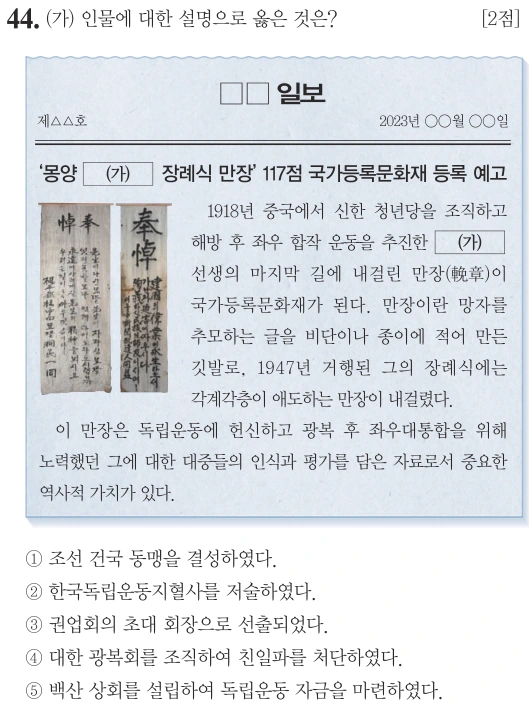 44. (가) 인물에 대한 설명으로 옳은 것은? [2점]
□□ 일보
제△△호 2023년 ○○월 ○○일
‘몽양 (가) 장례식 만장’ 117점 국가등록문화재 등록 예고
1918년 중국에서 신한 청년당을 조직하고
해방 후 좌우 합작 운동을 추진한 (가)
선생의 마지막 길에 내걸린 만장(輓章)이
국가등록문화재가 된다. 만장이란 망자를
추모하는 글을 비단이나 종이에 적어 만든
깃발로, 1947년 거행된 그의 장례식에는
각계각층이 애도하는 만장이 내걸렸다.
이 만장은 독립운동에 헌신하고 광복 후 좌우대통합을 위해
노력했던 그에 대한 대중들의 인식과 평가를 담은 자료로서 중요한
역사적 가치가 있다.
奉悼
奉悼
① 조선 건국 동맹을 결성하였다.
② 한국독립운동지혈사를 저술하였다.
③ 권업회의 초대 회장으로 선출되었다.
④ 대한 광복회를 조직하여 친일파를 처단하였다.
⑤ 백산 상회를 설립하여 독립운동 자금을 마련하였다.